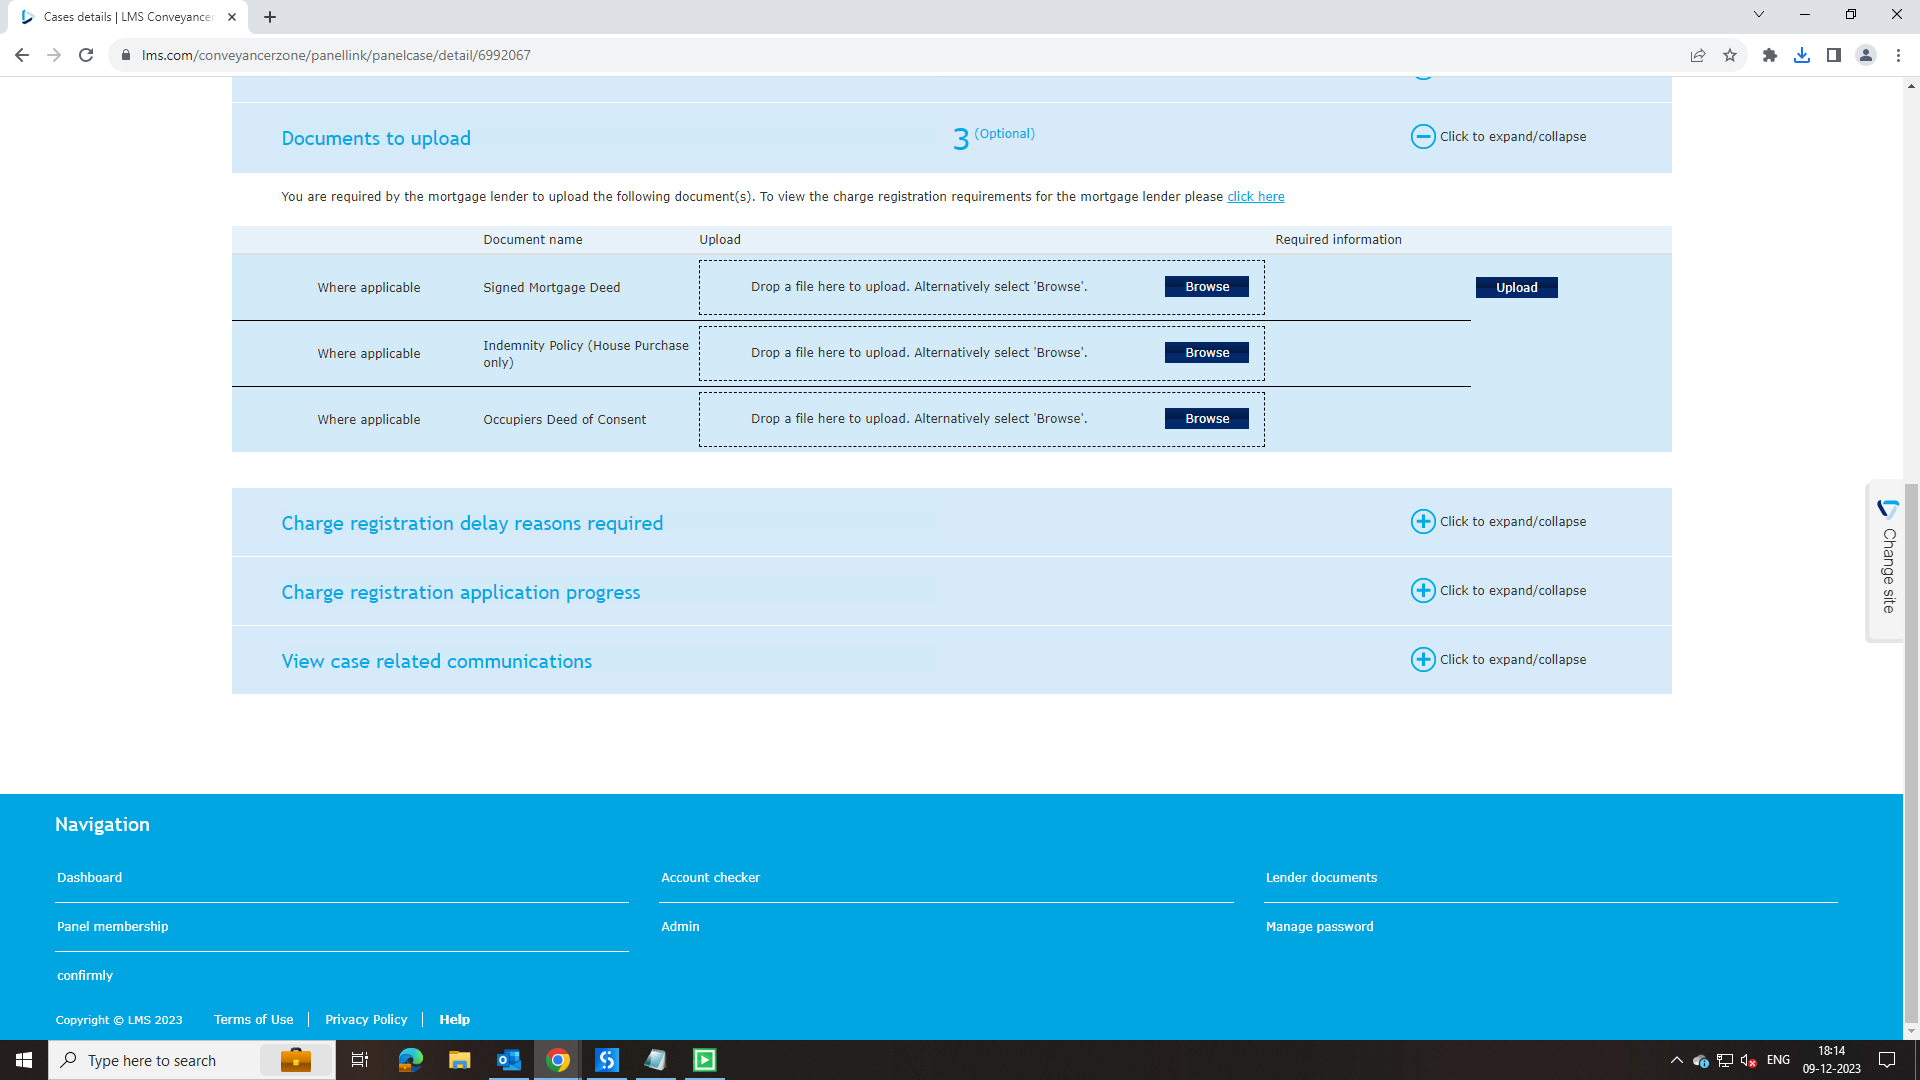 Cases details | LMS Conveyancer
lms.com/conveyancerzone/panellink/panelcase/detail/6992067
Documents to upload
3 (Optional)
Click to expand/collapse
You are required by the mortgage lender to upload the following document(s). To view the charge registration requirements for the mortgage lender please click here
Document name Upload Required information
Where applicable Signed Mortgage Deed Drop a file here to upload. Alternatively select 'Browse'. Browse Upload
Where applicable Indemnity Policy (House Purchase only) Drop a file here to upload. Alternatively select 'Browse'. Browse
Where applicable Occupiers Deed of Consent Drop a file here to upload. Alternatively select 'Browse'. Browse
Charge registration delay reasons required Click to expand/collapse
Change site
Charge registration application progress Click to expand/collapse
View case related communications Click to expand/collapse
Navigation
Dashboard Account checker Lender documents
Panel membership Admin Manage password
confirmly
Copyright © LMS 2023 Terms of Use Privacy Policy Help
Type here to search
ENG
18:14
09-12-2023